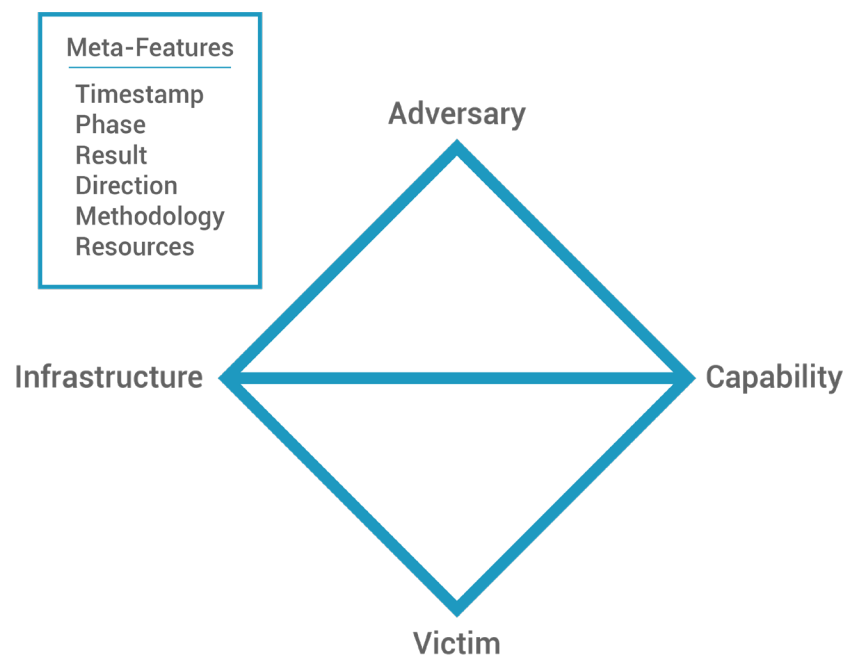 Meta-Features
Timestamp
Phase
Result
Direction
Methodology
Resources
Adversary
Infrastructure
Capability
Victim